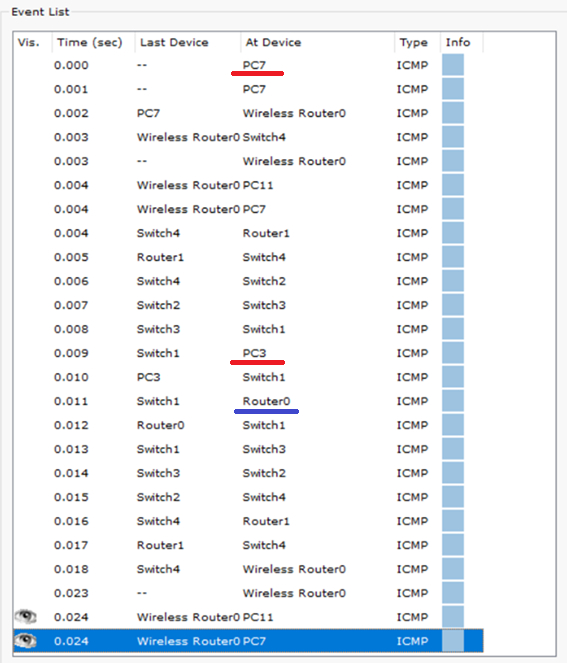 Event List
Vis. Time (sec) Last Device At Device Type Info
0.000 -- PC7 ICMP
0.001 -- PC7 ICMP
0.002 PC7 Wireless Router0 ICMP
0.003 Wireless Router0 Switch4 ICMP
0.003 -- Wireless Router0 ICMP
0.004 Wireless Router0 PC11 ICMP
0.004 Wireless Router0 PC7 ICMP
0.004 Switch4 Router1 ICMP
0.005 Router1 Switch4 ICMP
0.006 Switch4 Switch2 ICMP
0.007 Switch2 Switch3 ICMP
0.008 Switch3 Switch1 ICMP
0.009 Switch1 PC3 ICMP
0.010 PC3 Switch1 ICMP
0.011 Switch1 Router0 ICMP
0.012 Router0 Switch1 ICMP
0.013 Switch1 Switch3 ICMP
0.014 Switch3 Switch2 ICMP
0.015 Switch2 Switch4 ICMP
0.016 Switch4 Router1 ICMP
0.017 Router1 Switch4 ICMP
0.018 Switch4 Wireless Router0 ICMP
0.023 -- Wireless Router0 ICMP
0.024 Wireless Router0 PC11 ICMP
0.024 Wireless Router0 PC7 ICMP